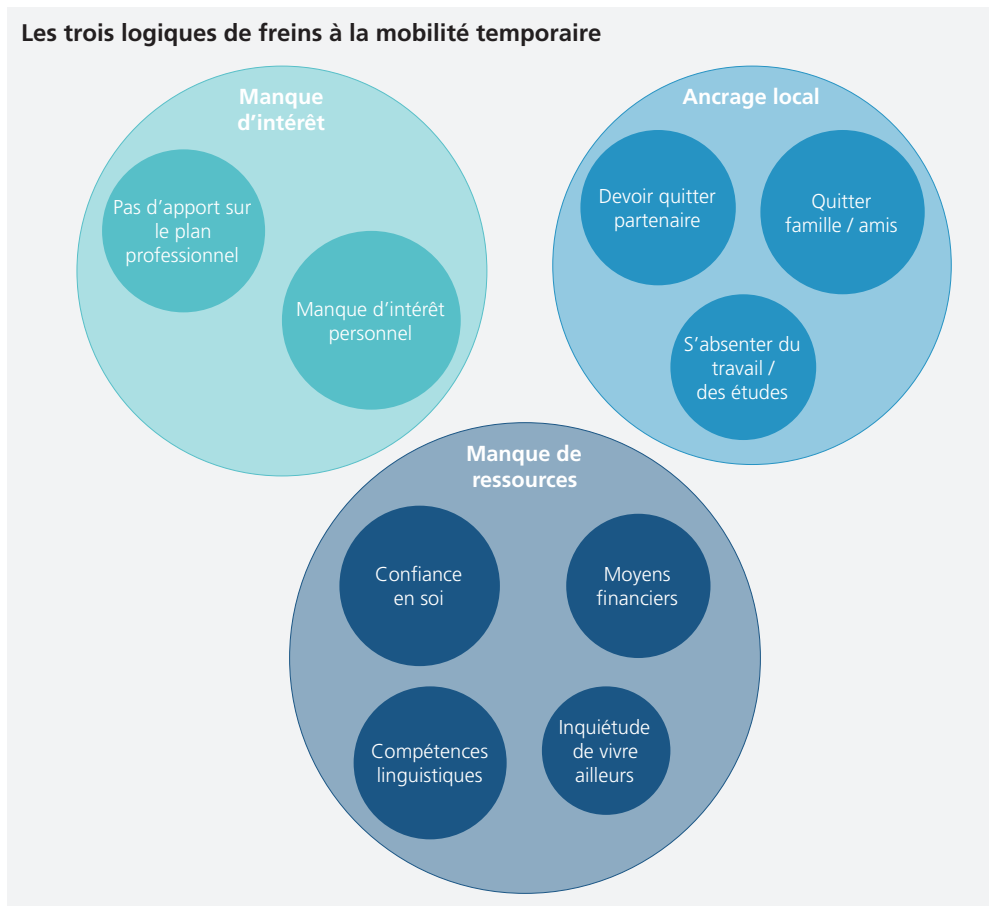 Les trois logiques de freins à la mobilité temporaire
Manque
d’intérêt
Pas d’apport sur
le plan
professionnel
Manque d’intérêt
personnel
Ancrage local
Devoir quitter
partenaire
Quitter
famille / amis
S’absenter du
travail /
des études
Manque de
ressources
Confiance
en soi
Moyens
financiers
Compétences
linguistiques
Inquiétude
de vivre
ailleurs